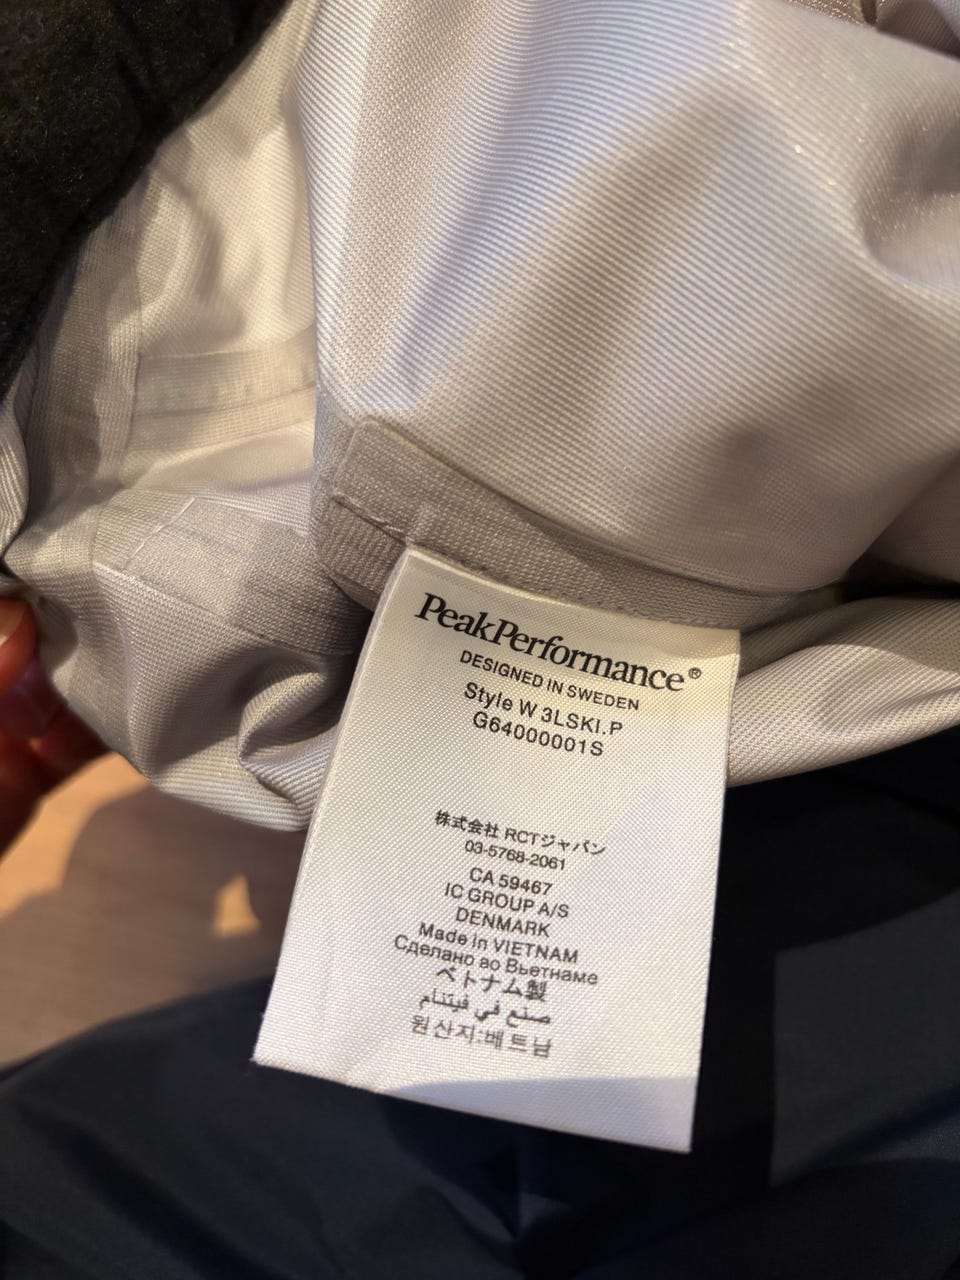 PeakPerformance®
DESIGNED IN SWEDEN
Style W 3LSKI.P
G64000001S
株式会社 RCTジャパン
03-5768-2061
CA 59467
IC GROUP A/S
DENMARK
Made in VIETNAM
Сделано во Вьетнаме
ベトナム製
صنع في فيتنام
원산지:베트남